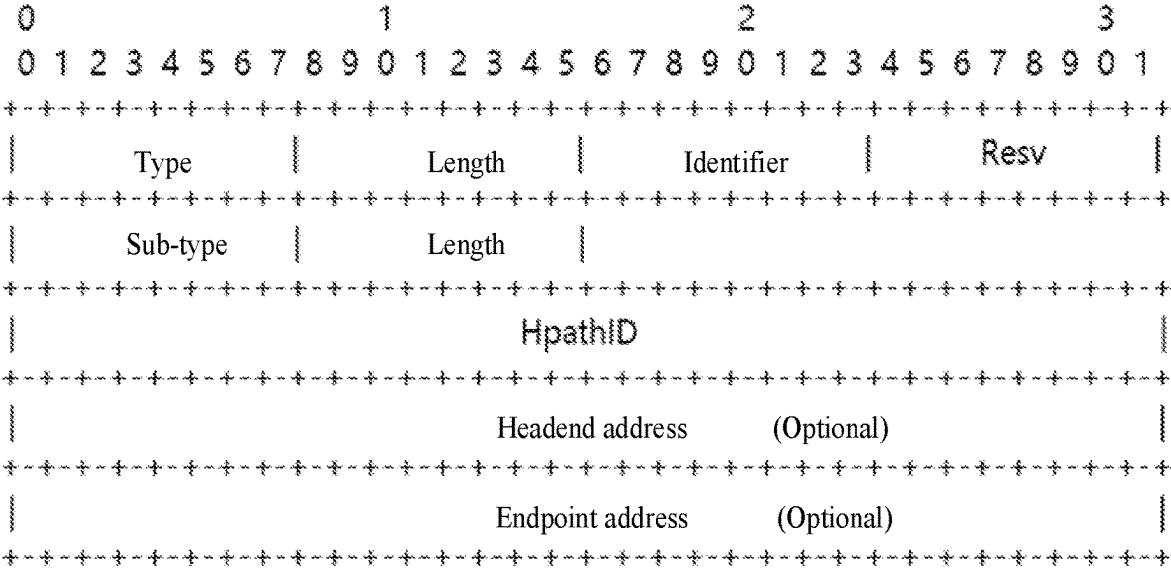 0 1 2 3
0 1 2 3 4 5 6 7 8 9 0 1 2 3 4 5 6 7 8 9 0 1 2 3 4 5 6 7 8 9 0 1
+-+-+-+-+-+-+-+-+-+-+-+-+-+-+-+-+-+-+-+-+-+-+-+-+-+-+-+-+-+-+-+-+
| Type | Length | Identifier | Resv |
+-+-+-+-+-+-+-+-+-+-+-+-+-+-+-+-+-+-+-+-+-+-+-+-+-+-+-+-+-+-+-+-+
| Sub-type | Length |
+-+-+-+-+-+-+-+-+-+-+-+-+-+-+-+-+-+-+-+-+-+-+-+-+-+-+-+-+-+-+-+-+
| HpathID |
+-+-+-+-+-+-+-+-+-+-+-+-+-+-+-+-+-+-+-+-+-+-+-+-+-+-+-+-+-+-+-+-+
| Headend address (Optional) |
+-+-+-+-+-+-+-+-+-+-+-+-+-+-+-+-+-+-+-+-+-+-+-+-+-+-+-+-+-+-+-+-+
| Endpoint address (Optional) |
+-+-+-+-+-+-+-+-+-+-+-+-+-+-+-+-+-+-+-+-+-+-+-+-+-+-+-+-+-+-+-+-+